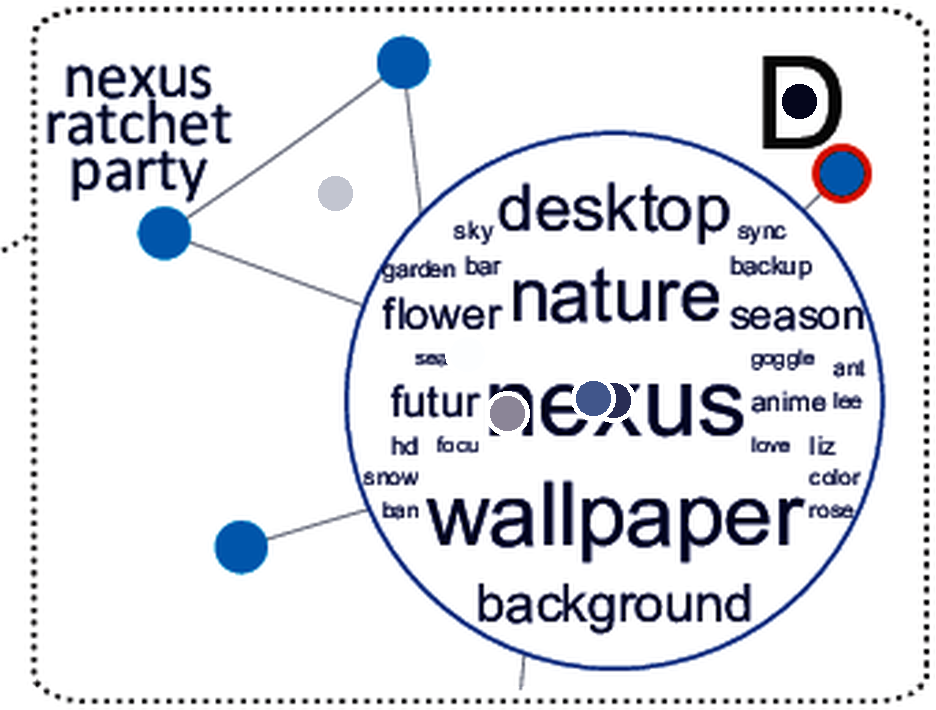 nexus
ratchet
party
D
desktop
sky sync
garden bar backup
nature
flower season
sea goggle
ant
futur nexus anime lee
hd focu love liz
snow color
ban wallpaper rose
background